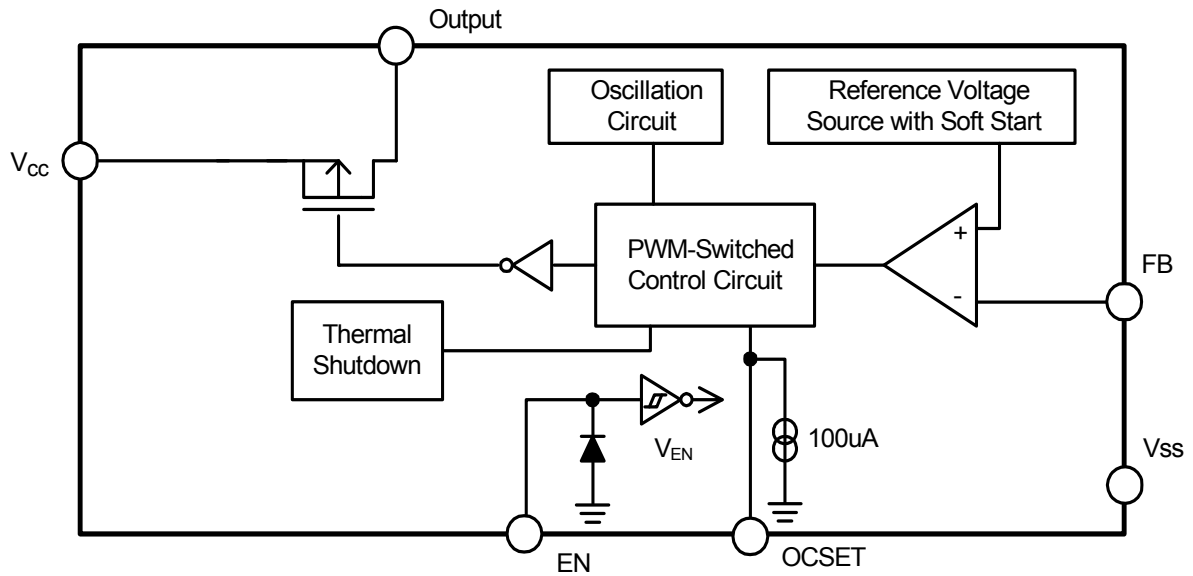 Output
Oscillation
Circuit
Reference Voltage
Source with Soft Start
VCC
+
PWM-Switched
Control Circuit
FB
-
Thermal
Shutdown
VEN
100uA
Vss
EN
OCSET